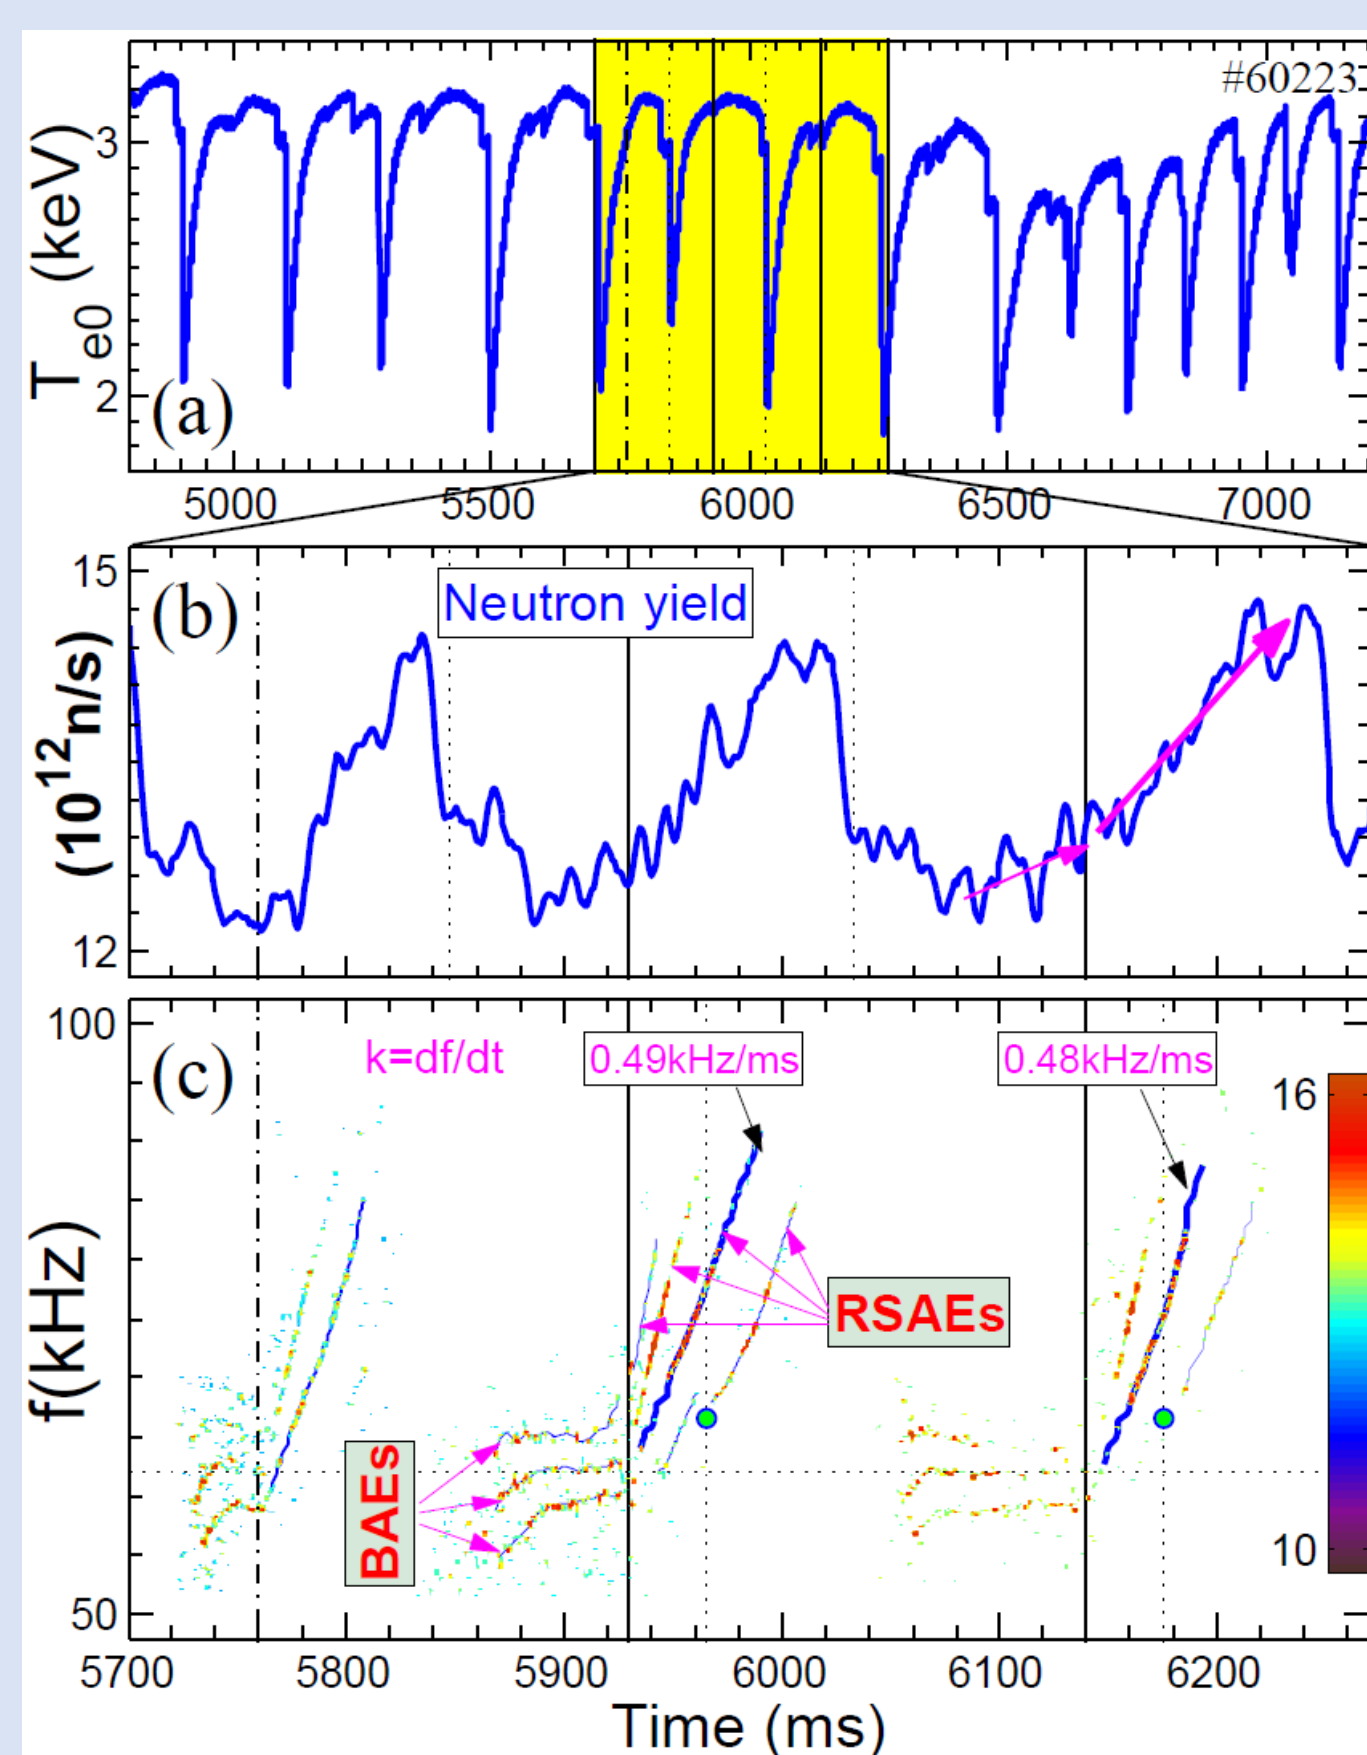 #60223
T e0 (keV)
3
2
(a)
5000 5500 6000 6500 7000
(b)
Neutron yield
(10^12 n/s)
15
12
(c)
k=df/dt
0.49kHz/ms
0.48kHz/ms
f(kHz)
100
50
16
10
RSAEs
BAEs
5700 5800 5900 6000 6100 6200
Time (ms)